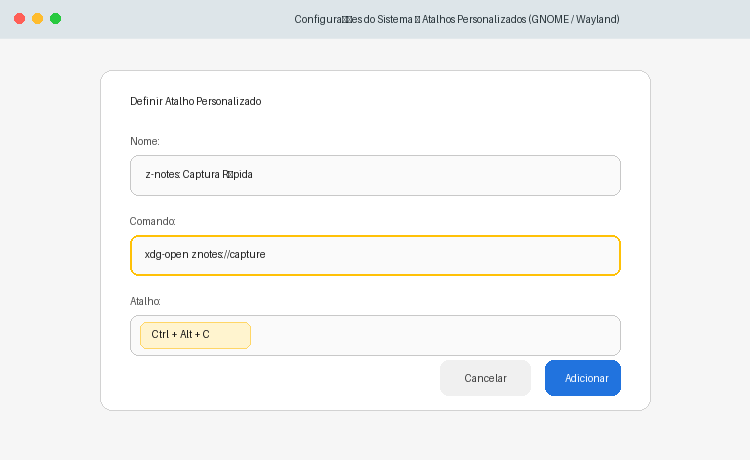 do Sistema
Atalhos Personalizados (GNOME / Wayland)
Definir Atalho Personalizado
Nome:
z-notes: Captura
Comando:
xdg-open znotes://capture
Atalho:
Ctrl + Alt + C
Cancelar
Adicionar